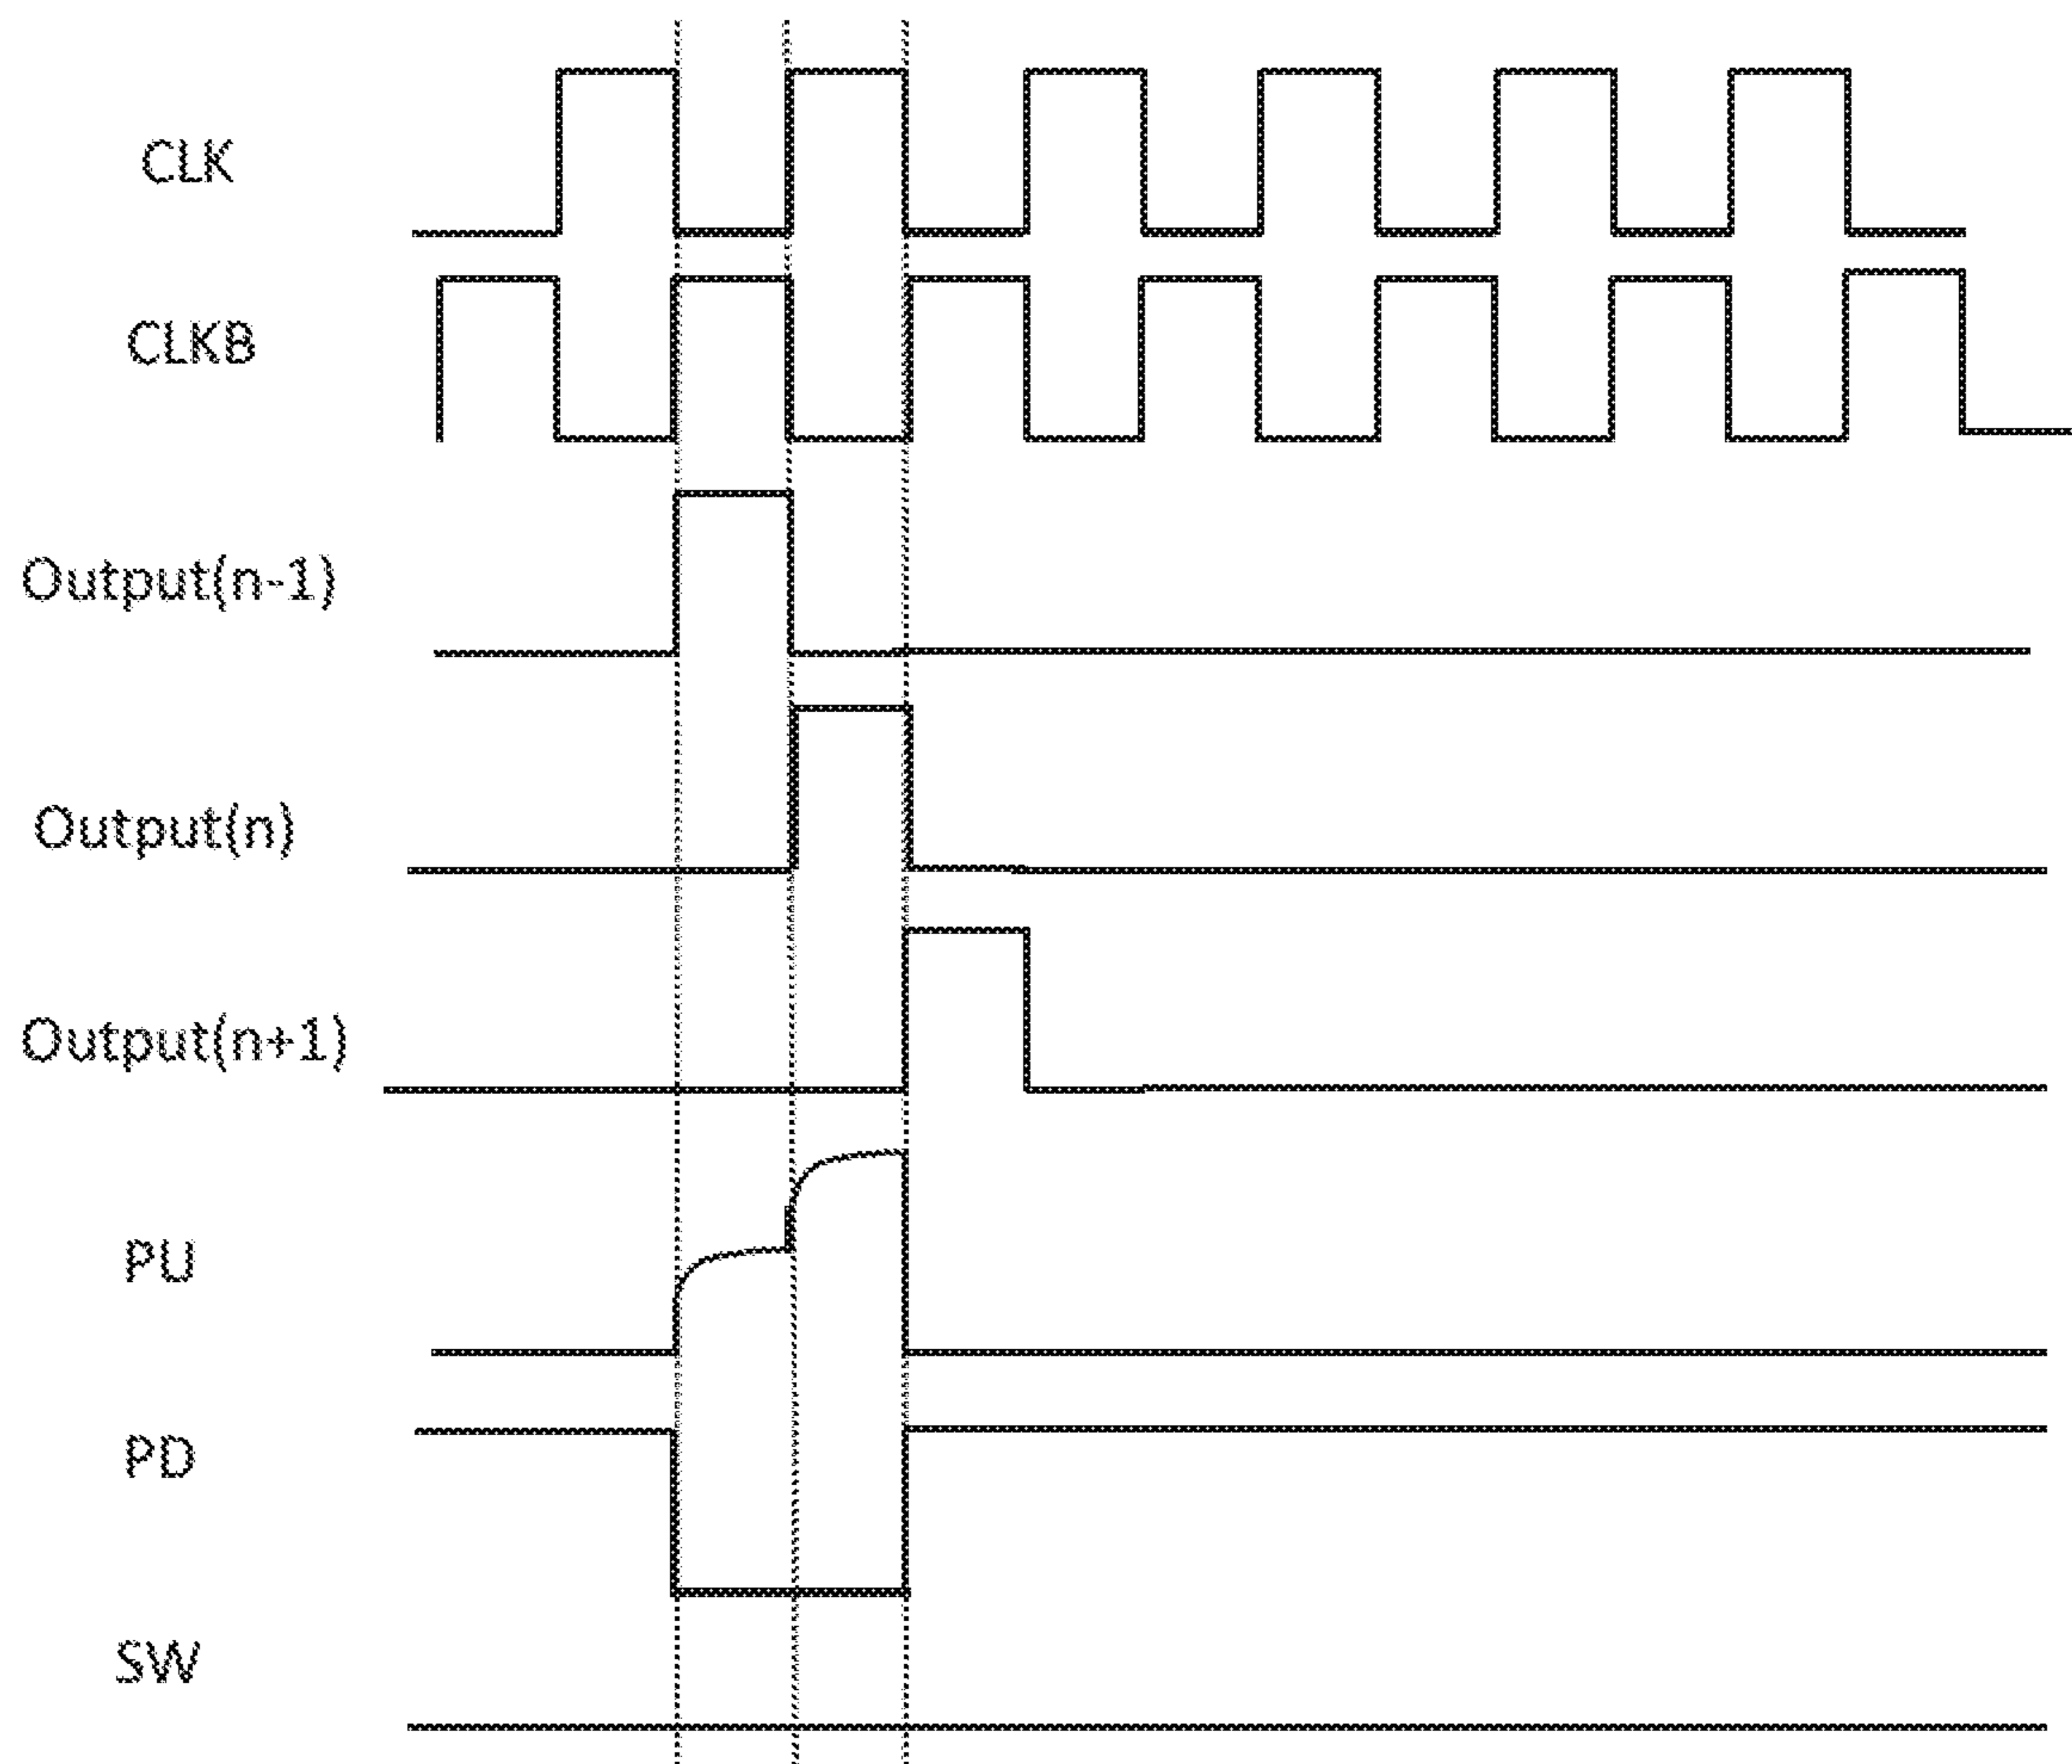 CLK
CLKB
Output(n-1)
Output(n)
Output(n+1)
PU
PD
SW